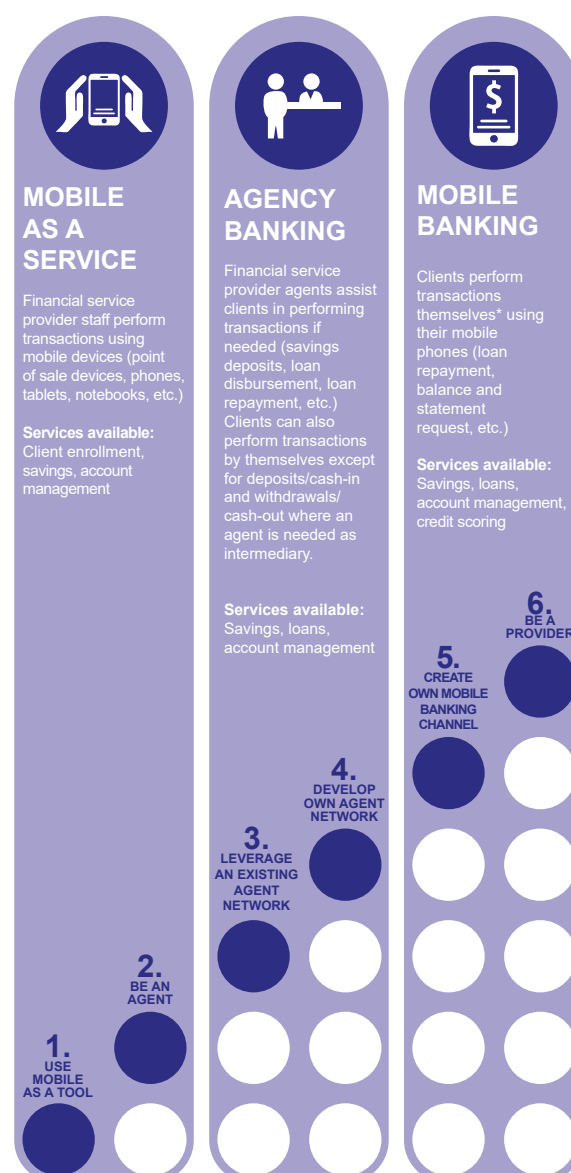 MOBILE
AS A
SERVICE
Financial service
provider staff perform
transactions using
mobile devices (point
of sale devices, phones,
tablets, notebooks, etc.)
Services available:
Client enrollment,
savings, account
management
1.
USE
MOBILE
AS A TOOL
2.
BE AN
AGENT
AGENCY
BANKING
Financial service
provider agents assist
clients in performing
transactions if
needed (savings
deposits, loan
disbursement, loan
repayment, etc.)
Clients can also
perform transactions
by themselves except
for deposits/cash-in
and withdrawals/
cash-out where an
agent is needed as
intermediary.
Services available:
Savings, loans,
account management
3.
LEVERAGE
AN EXISTING
AGENT
NETWORK
4.
DEVELOP
OWN AGENT
NETWORK
$
MOBILE
BANKING
Clients perform
transactions
themselves* using
their mobile
phones (loan
repayment,
balance and
statement
request, etc.)
Services available:
Savings, loans,
account management,
credit scoring
5.
CREATE
OWN MOBILE
BANKING
CHANNEL
6.
BE A
PROVIDER